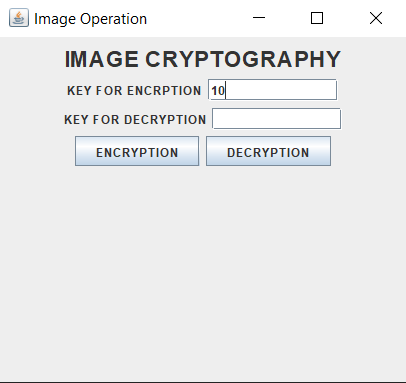 Image Operation
IMAGE CRYPTOGRAPHY
KEY FOR ENCRPTION 10
KEY FOR DECRYPTION
ENCRYPTION DECRYPTION